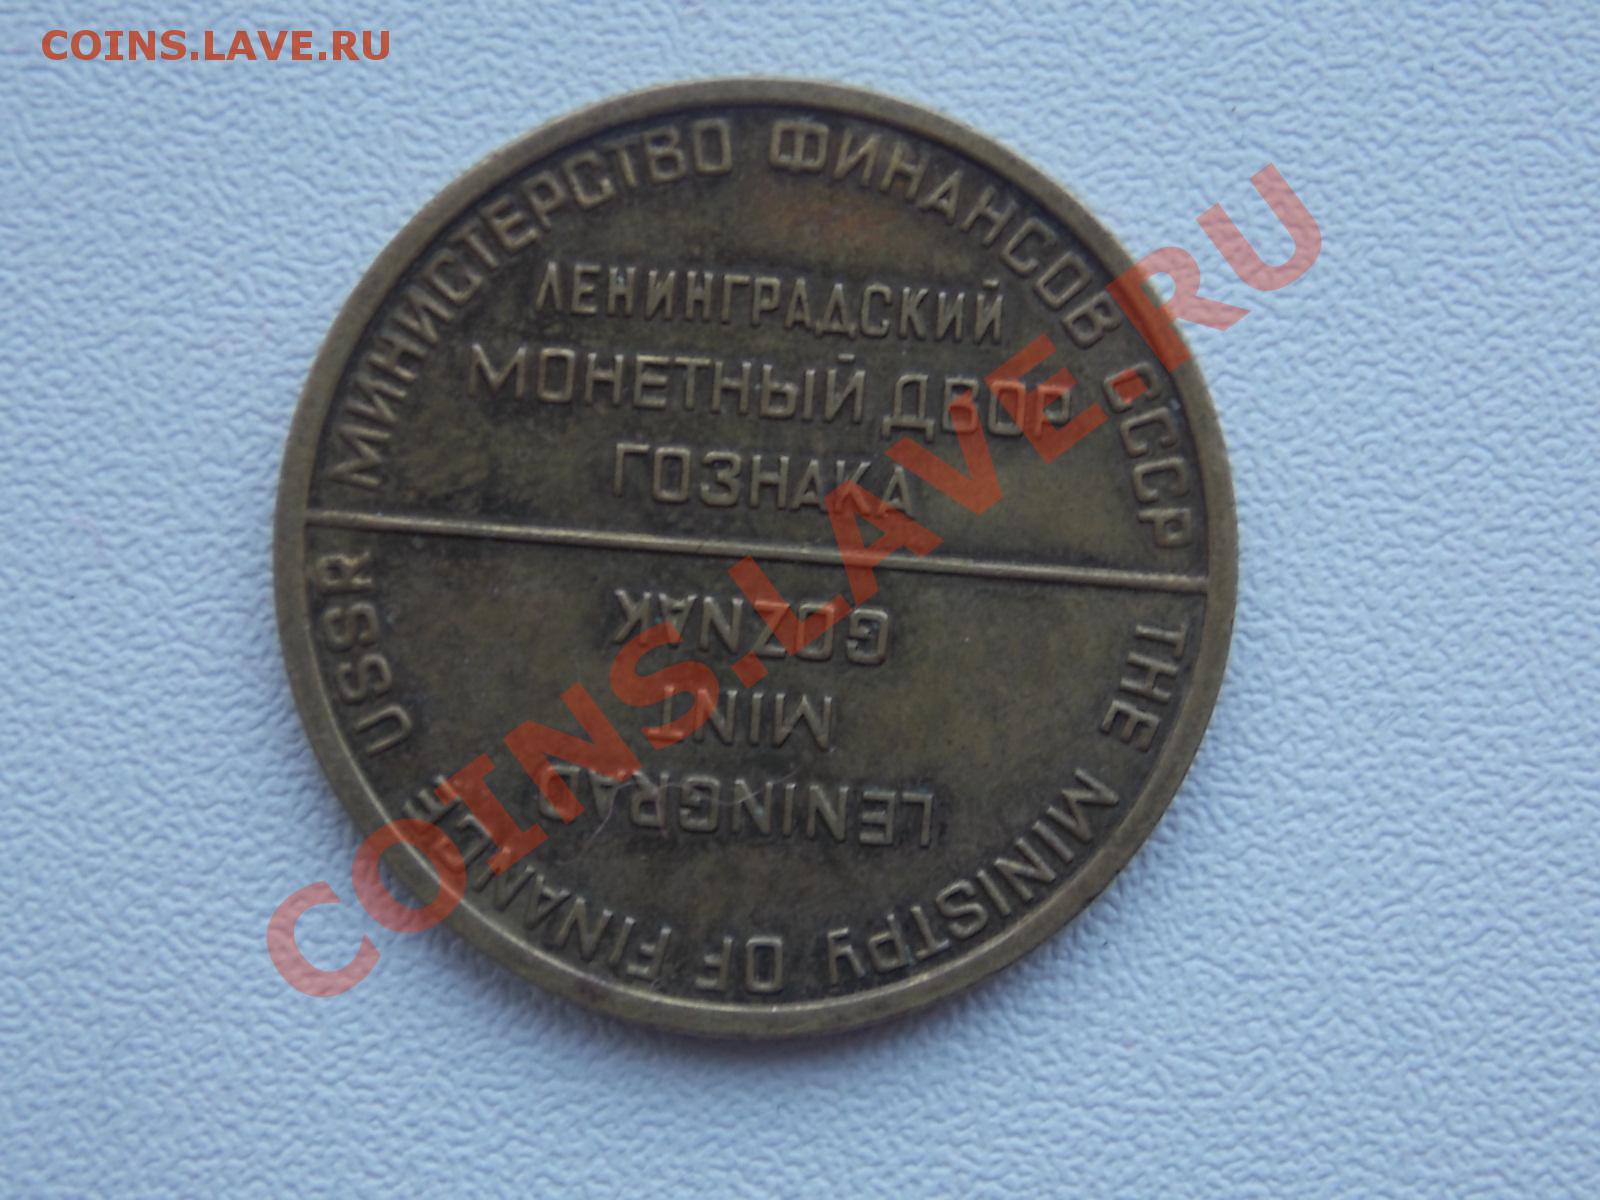 COINS.LAVE.RU
МИНИСТЕРСТВО ФИНАНСОВ СССР
ЛЕНИНГРАДСКИЙ
МОНЕТНЫЙ ДВОР
ГОЗНАКА
THE MINISTRY OF FINANCE USSR
LENINGRAD
MINT
GOZNAK
COINS.LAVE.RU